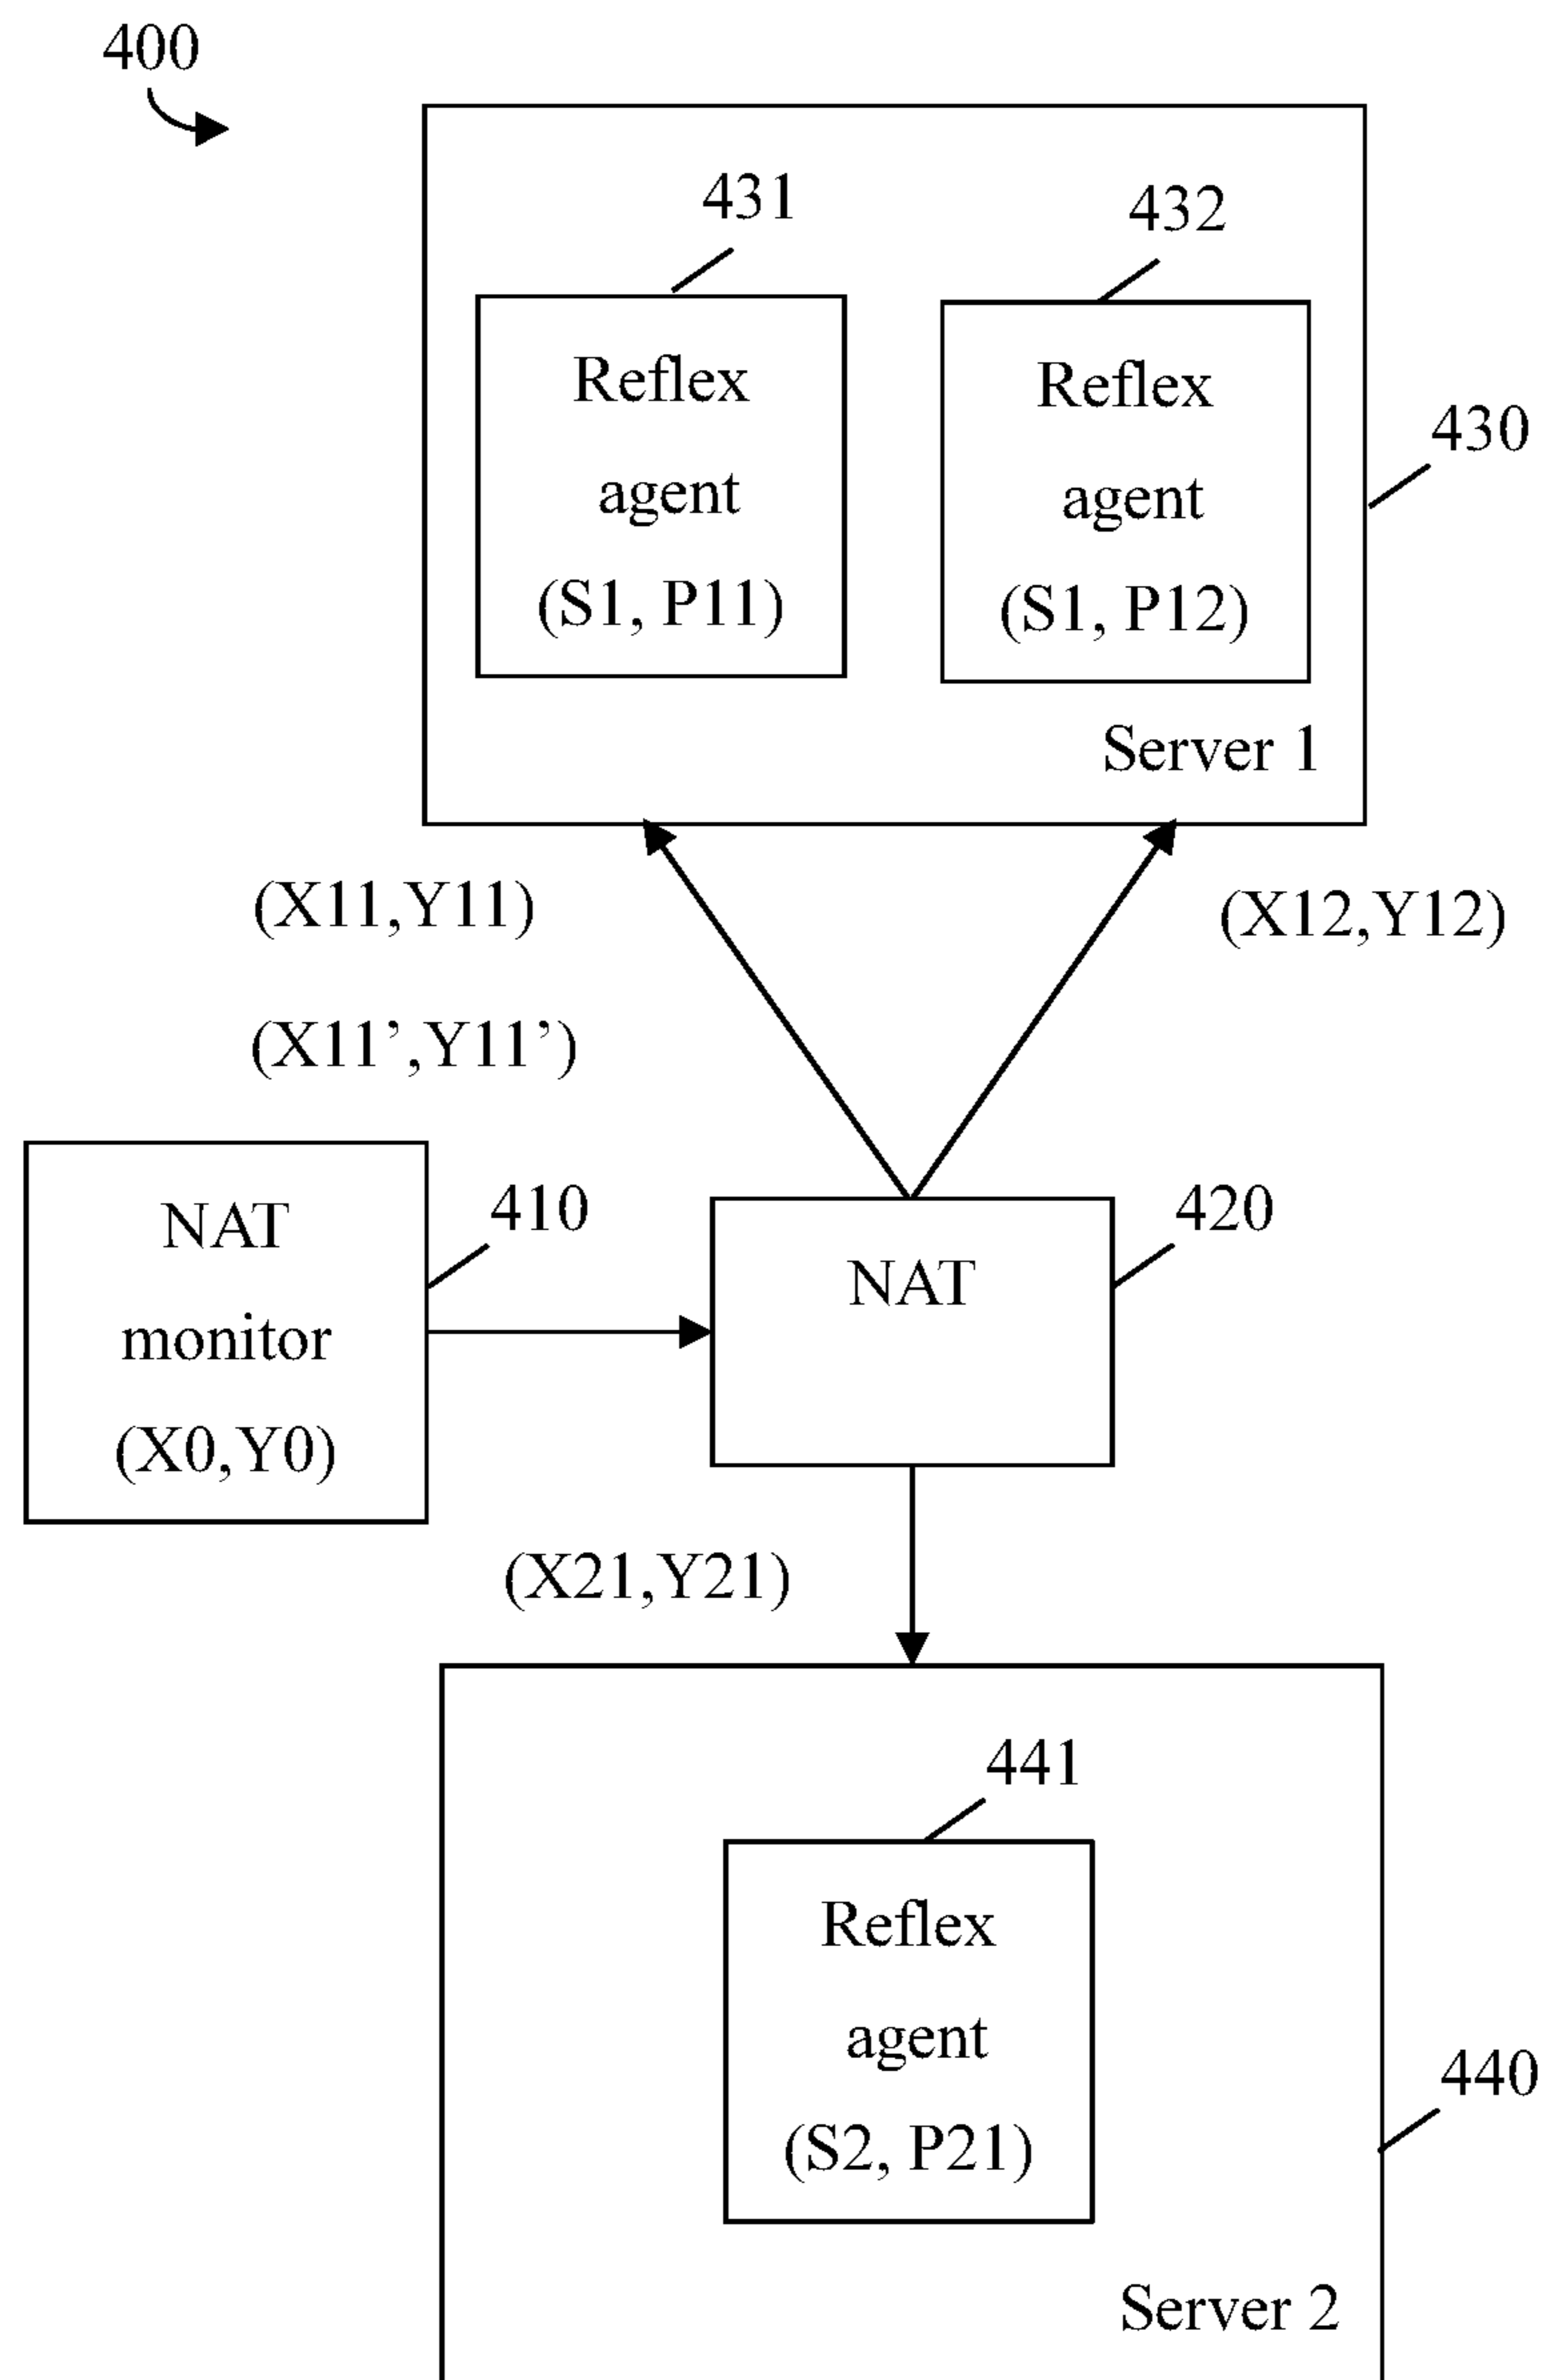 400
431
432
Reflex
agent
(S1, P11)
Reflex
agent
(S1, P12)
430
Server 1
(X11,Y11)
(X12,Y12)
(X11’,Y11’)
NAT
monitor
(X0,Y0)
410
NAT
420
(X21,Y21)
441
Reflex
agent
(S2, P21)
440
Server 2